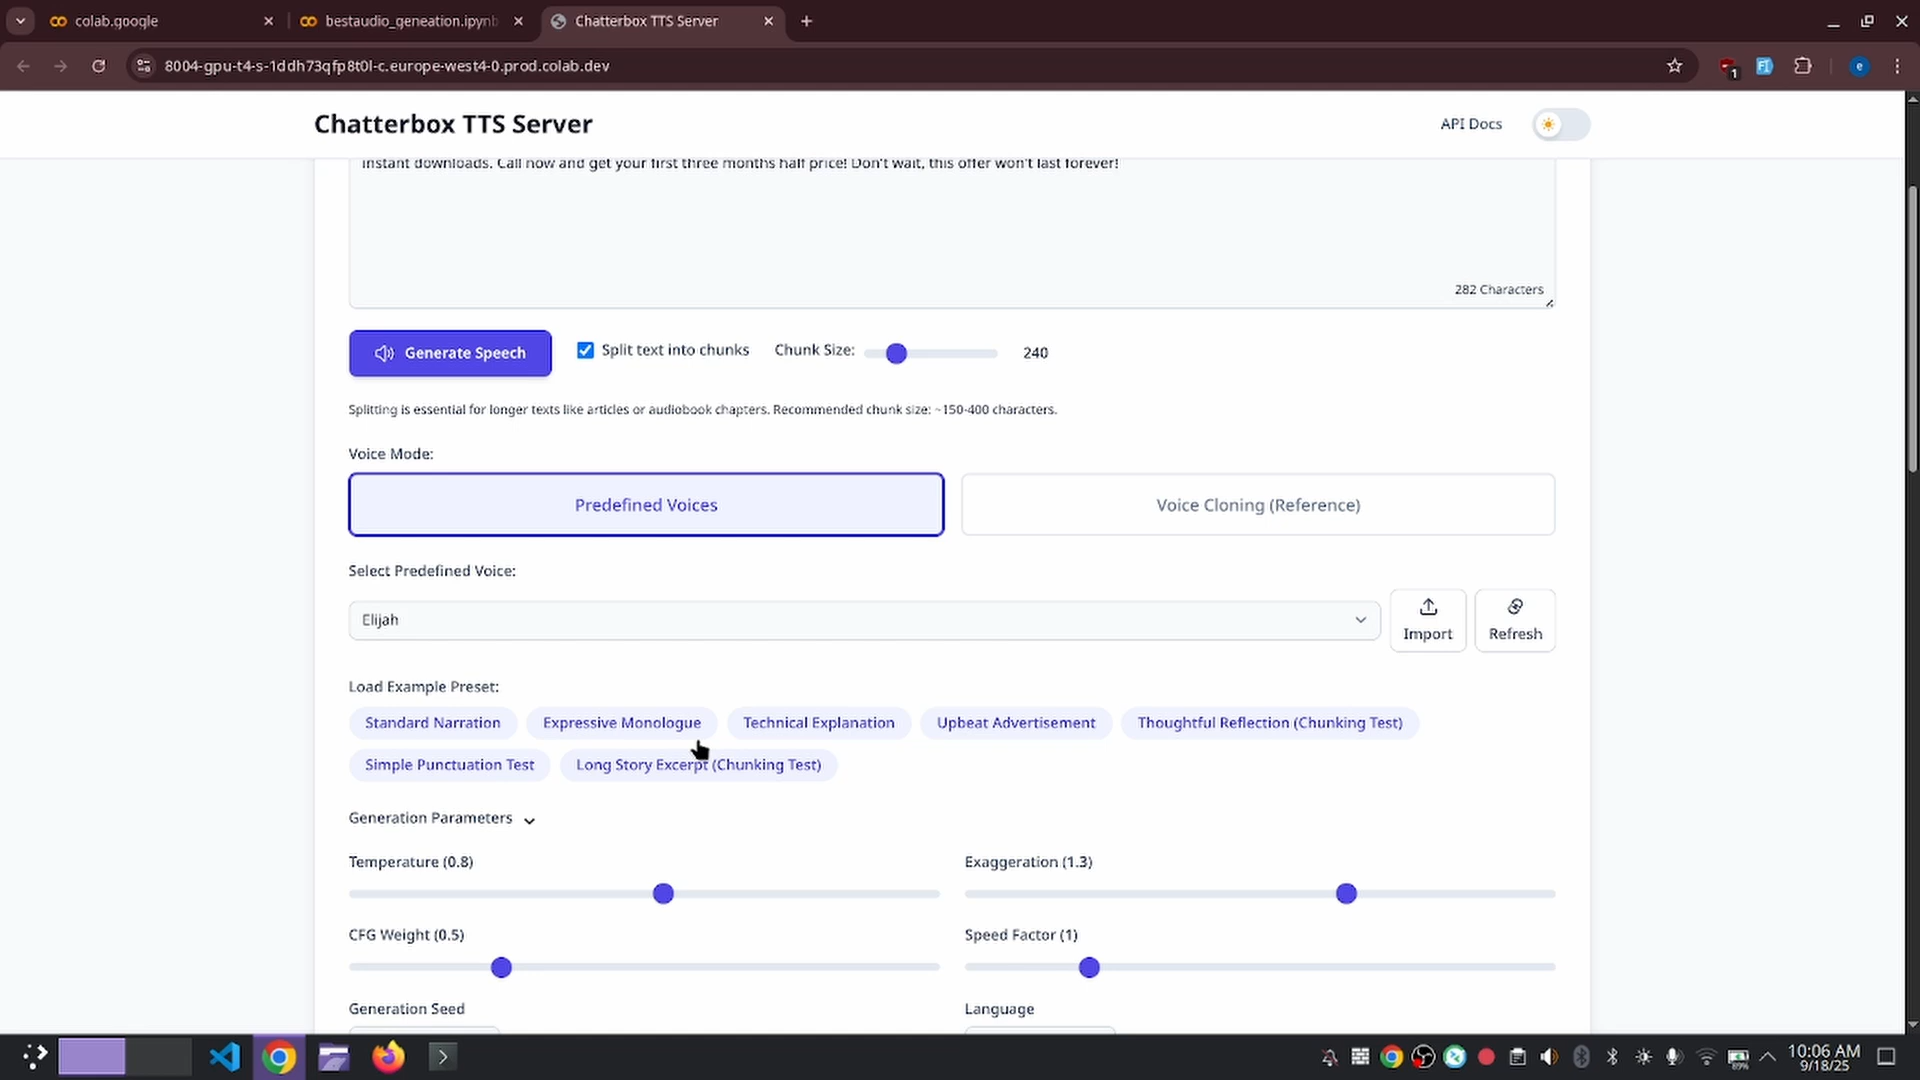 colab.google
bestaudio_geneation.ipynb
Chatterbox TTS Server
8004-gpu-t4-s-1ddh73qfp8t0l-c.europe-west4-0.prod.colab.dev
1
e
Chatterbox TTS Server
API Docs
instant downloads. Call now and get your first three months half price! Don't wait, this offer won't last forever!
282 Characters
Generate Speech
Split text into chunks
Chunk Size:
240
Splitting is essential for longer texts like articles or audiobook chapters. Recommended chunk size: ~150-400 characters.
Voice Mode:
Predefined Voices
Voice Cloning (Reference)
Select Predefined Voice:
Elijah
Import
Refresh
Load Example Preset:
Standard Narration
Expressive Monologue
Technical Explanation
Upbeat Advertisement
Thoughtful Reflection (Chunking Test)
Simple Punctuation Test
Long Story Excerpt (Chunking Test)
Generation Parameters
Temperature (0.8)
Exaggeration (1.3)
CFG Weight (0.5)
Speed Factor (1)
Generation Seed
Language
10:06 AM
9/18/25